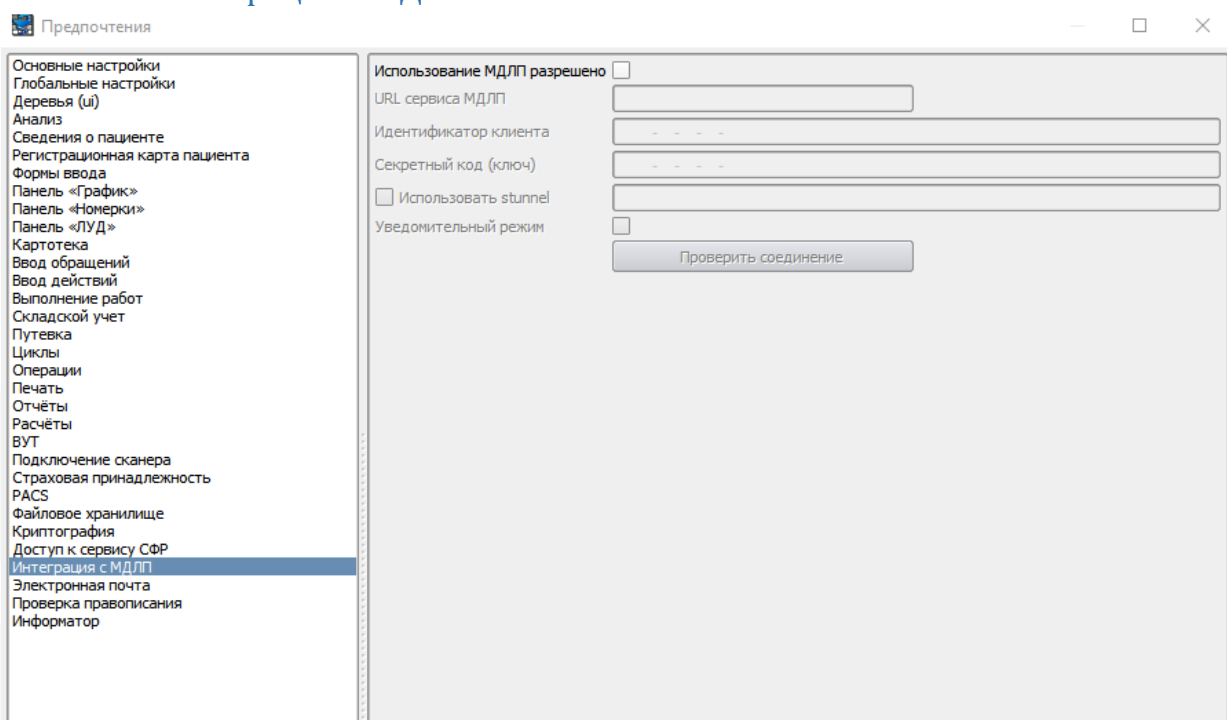 Предпочтения
Основные настройки
Глобальные настройки
Деревья (ui)
Анализ
Сведения о пациенте
Регистрационная карта пациента
Формы ввода
Панель «График»
Панель «Номерки»
Панель «ЛУД»
Картотека
Ввод обращений
Ввод действий
Выполнение работ
Складской учет
Путевка
Циклы
Операции
Печать
Отчёты
Расчёты
ВУТ
Подключение сканера
Страховая принадлежность
PACS
Файловое хранилище
Криптография
Доступ к сервису СФР
Интеграция с МДЛП
Электронная почта
Проверка правописания
Информатор
Использование МДЛП разрешено
URL сервиса МДЛП
Идентификатор клиента - - - -
Секретный код (ключ) - - - -
Использовать stunnel
Уведомительный режим
Проверить соединение